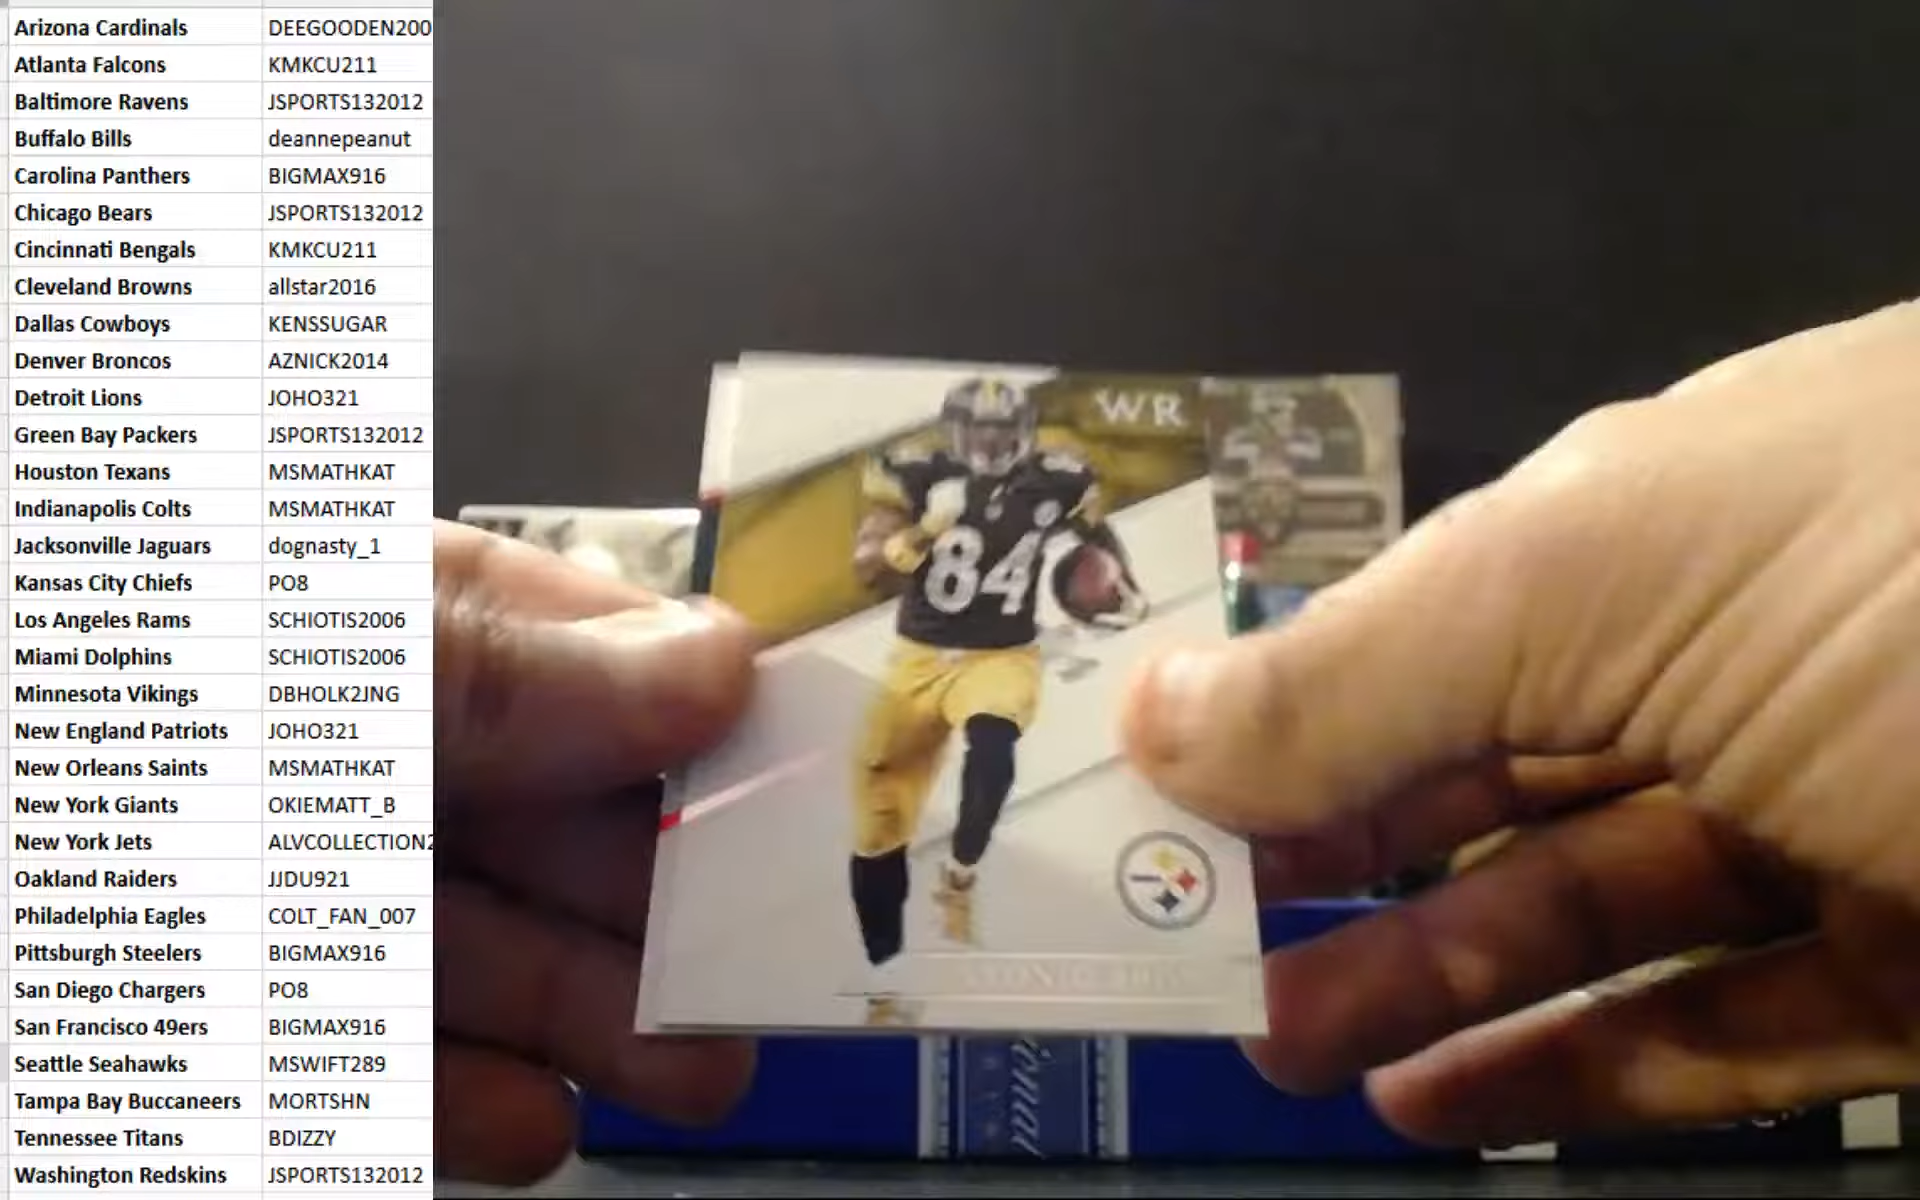 Arizona Cardinals DEEGOODEN200
Atlanta Falcons KMKCU211
Baltimore Ravens JSPORTS132012
Buffalo Bills deannepeanut
Carolina Panthers BIGMAX916
Chicago Bears JSPORTS132012
Cincinnati Bengals KMKCU211
Cleveland Browns allstar2016
Dallas Cowboys KENSSUGAR
Denver Broncos AZNICK2014
Detroit Lions JOHO321
Green Bay Packers JSPORTS132012
Houston Texans MSMATHKAT
Indianapolis Colts MSMATHKAT
Jacksonville Jaguars dognasty_1
Kansas City Chiefs PO8
Los Angeles Rams SCHIOTIS2006
Miami Dolphins SCHIOTIS2006
Minnesota Vikings DBHOLK2JNG
New England Patriots JOHO321
New Orleans Saints MSMATHKAT
New York Giants OKIEMATT_B
New York Jets ALVCOLLECTION2
Oakland Raiders JJDU921
Philadelphia Eagles COLT_FAN_007
Pittsburgh Steelers BIGMAX916
San Diego Chargers PO8
San Francisco 49ers BIGMAX916
Seattle Seahawks MSWIFT289
Tampa Bay Buccaneers MORTSHN
Tennessee Titans BDIZZY
Washington Redskins JSPORTS132012
WR
84